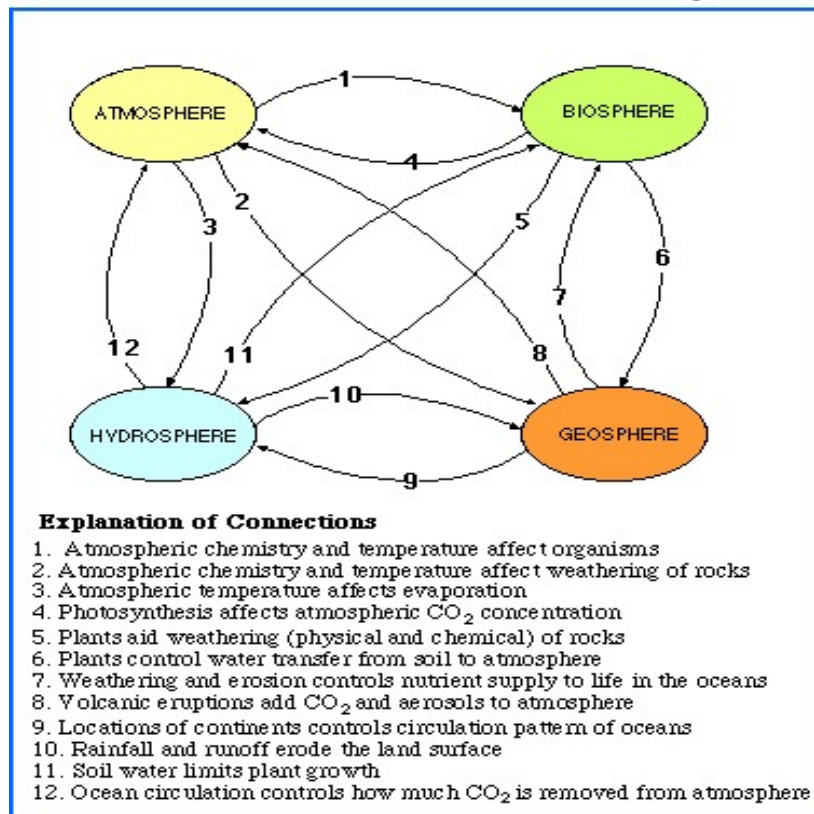 1
ATMOSPHERE
BIOSPHERE
4
2
3
5
6
7
12
11
8
10
HYDROSPHERE
GEOSPHERE
9
Explanation of Connections
1. Atmospheric chemistry and temperature affect organisms
2. Atmospheric chemistry and temperature affect weathering of rocks
3. Atmospheric temperature affects evaporation
4. Photosynthesis affects atmospheric CO₂ concentration
5. Plants aid weathering (physical and chemical) of rocks
6. Plants control water transfer from soil to atmosphere
7. Weathering and erosion controls nutrient supply to life in the oceans
8. Volcanic eruptions add CO₂ and aerosols to atmosphere
9. Locations of continents controls circulation pattern of oceans
10. Rainfall and runoff erode the land surface
11. Soil water limits plant growth
12. Ocean circulation controls how much CO₂ is removed from atmosphere